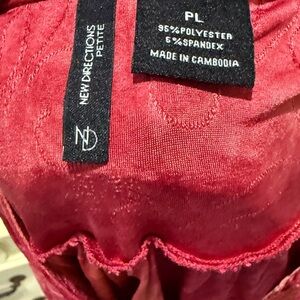 NEW DIRECTIONS
PETITE
ND
PL
95%POLYESTER
5%SPANDEX
MADE IN CAMBODIA